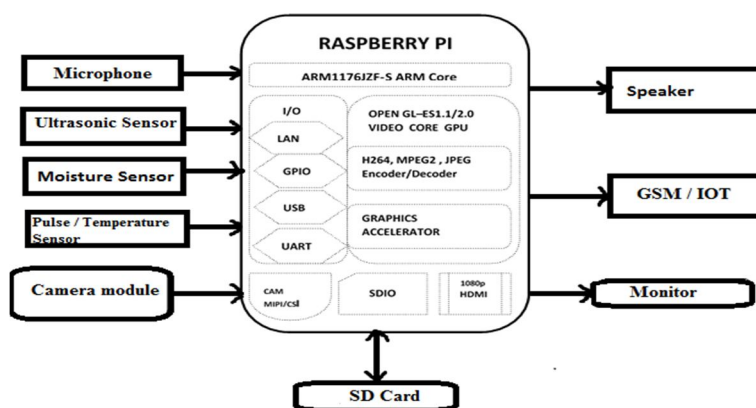 RASPBERRY PI
ARM1176JZF-S ARM Core
Microphone
Ultrasonic Sensor
Moisture Sensor
Pulse / Temperature
Sensor
Camera module
I/O
LAN
GPIO
USB
UART
OPEN GL–ES1.1/2.0
VIDEO CORE GPU
H264, MPEG2 , JPEG
Encoder/Decoder
GRAPHICS
ACCELERATOR
CAM
MIPI/CSI
SDIO
1080p
HDMI
Speaker
GSM / IOT
Monitor
SD Card